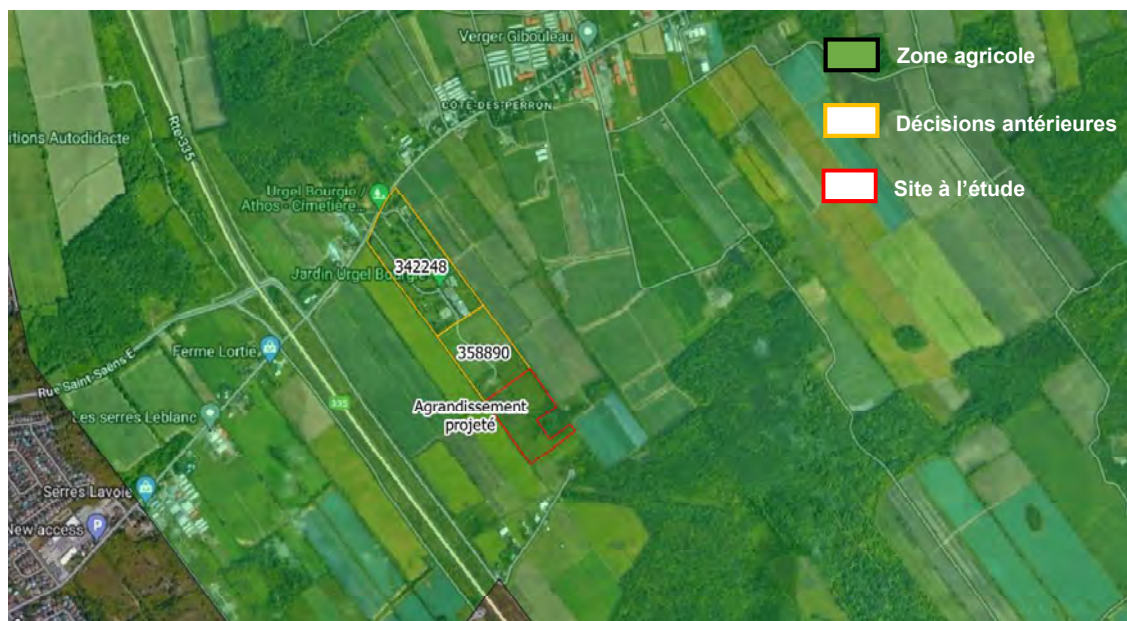 Verger Gibouleau
Zone agricole
CÔTE-DES-PERRON
Décisions antérieures
itions Autodidacte
Rte-335
Site à l'étude
Urgel Bourgie /
Athos - Cimetière...
342248
Jardin Urgel Bourgie
358890
Ferme Lortie
Rue Saint-Saëns E
335
Agrandissement
projeté
Les serres Leblanc
Serres Lavoie
New access
P